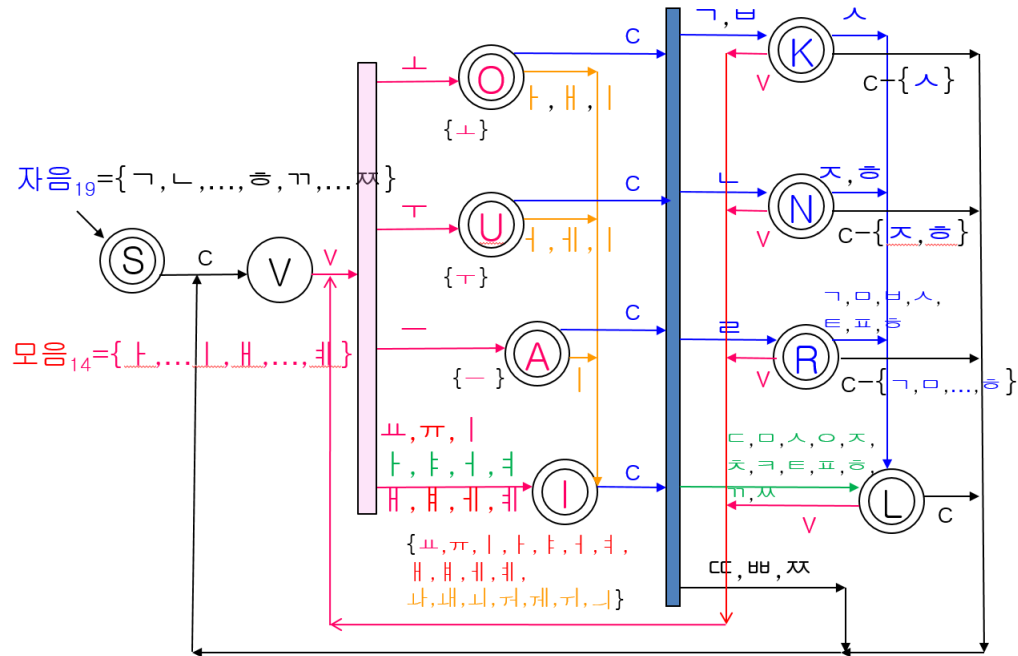 ㄱ,ㅂ
ㅅ
C
K
ㅗ
O
V
C-{ㅅ}
ㅏ,ㅐ,ㅣ
{ㅗ}
자음19={ㄱ,ㄴ,...,ㅎ,ㄲ,...ㅉ}
C
ㄴ
ㅈ,ㅎ
ㅜ
U
N
V
C-{ㅈ,ㅎ}
ㅓ,ㅔ,ㅣ
S
C
V
V
{ㅜ}
ㄱ,ㅁ,ㅂ,ㅅ,
ㅌ,ㅍ,ㅎ
C
ㄹ
ㅡ
모음14={ㅏ,...ㅣ,ㅐ,...,ㅖ}
A
R
{ㅡ}
ㅣ
V
C-{ㄱ,ㅁ,...,ㅎ}
ㅛ,ㅠ,ㅣ
ㅏ,ㅑ,ㅓ,ㅕ
ㅐ,ㅒ,ㅔ,ㅖ
I
C
ㄷ,ㅁ,ㅅ,ㅇ,ㅈ,
ㅊ,ㅋ,ㅌ,ㅍ,ㅎ,
ㄲ,ㅆ
L
V
C
{ㅛ,ㅠ,ㅣ,ㅏ,ㅑ,ㅓ,ㅕ,
ㅐ,ㅒ,ㅔ,ㅖ,
ㅘ,ㅙ,ㅚ,ㅝ,ㅞ,ㅟ,ㅢ}
ㄸ,ㅃ,ㅉ